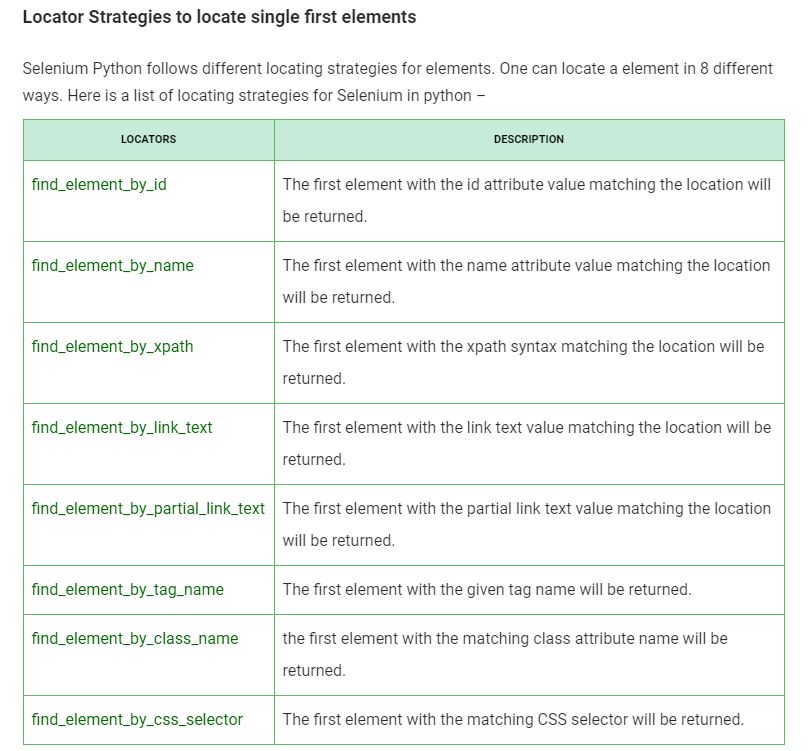 Locator Strategies to locate single first elements
Selenium Python follows different locating strategies for elements. One can locate a element in 8 different
ways. Here is a list of locating strategies for Selenium in python –
LOCATORS DESCRIPTION
find_element_by_id The first element with the id attribute value matching the location will
be returned.
find_element_by_name The first element with the name attribute value matching the location
will be returned.
find_element_by_xpath The first element with the xpath syntax matching the location will be
returned.
find_element_by_link_text The first element with the link text value matching the location will be
returned.
find_element_by_partial_link_text The first element with the partial link text value matching the location
will be returned.
find_element_by_tag_name The first element with the given tag name will be returned.
find_element_by_class_name the first element with the matching class attribute name will be
returned.
find_element_by_css_selector The first element with the matching CSS selector will be returned.